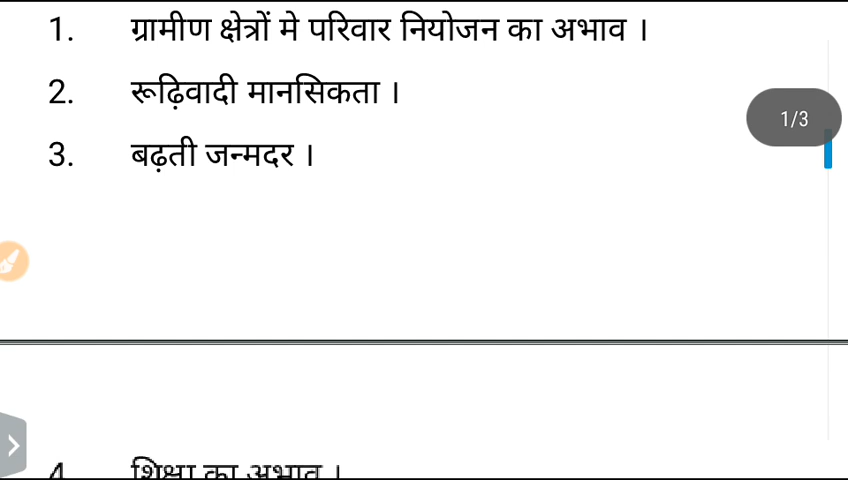 1. ग्रामीण क्षेत्रों मे परिवार नियोजन का अभाव ।
2. रूढ़िवादी मानसिकता ।
1/3
3. बढ़ती जन्मदर ।
4 शिक्षा का अभाव ।